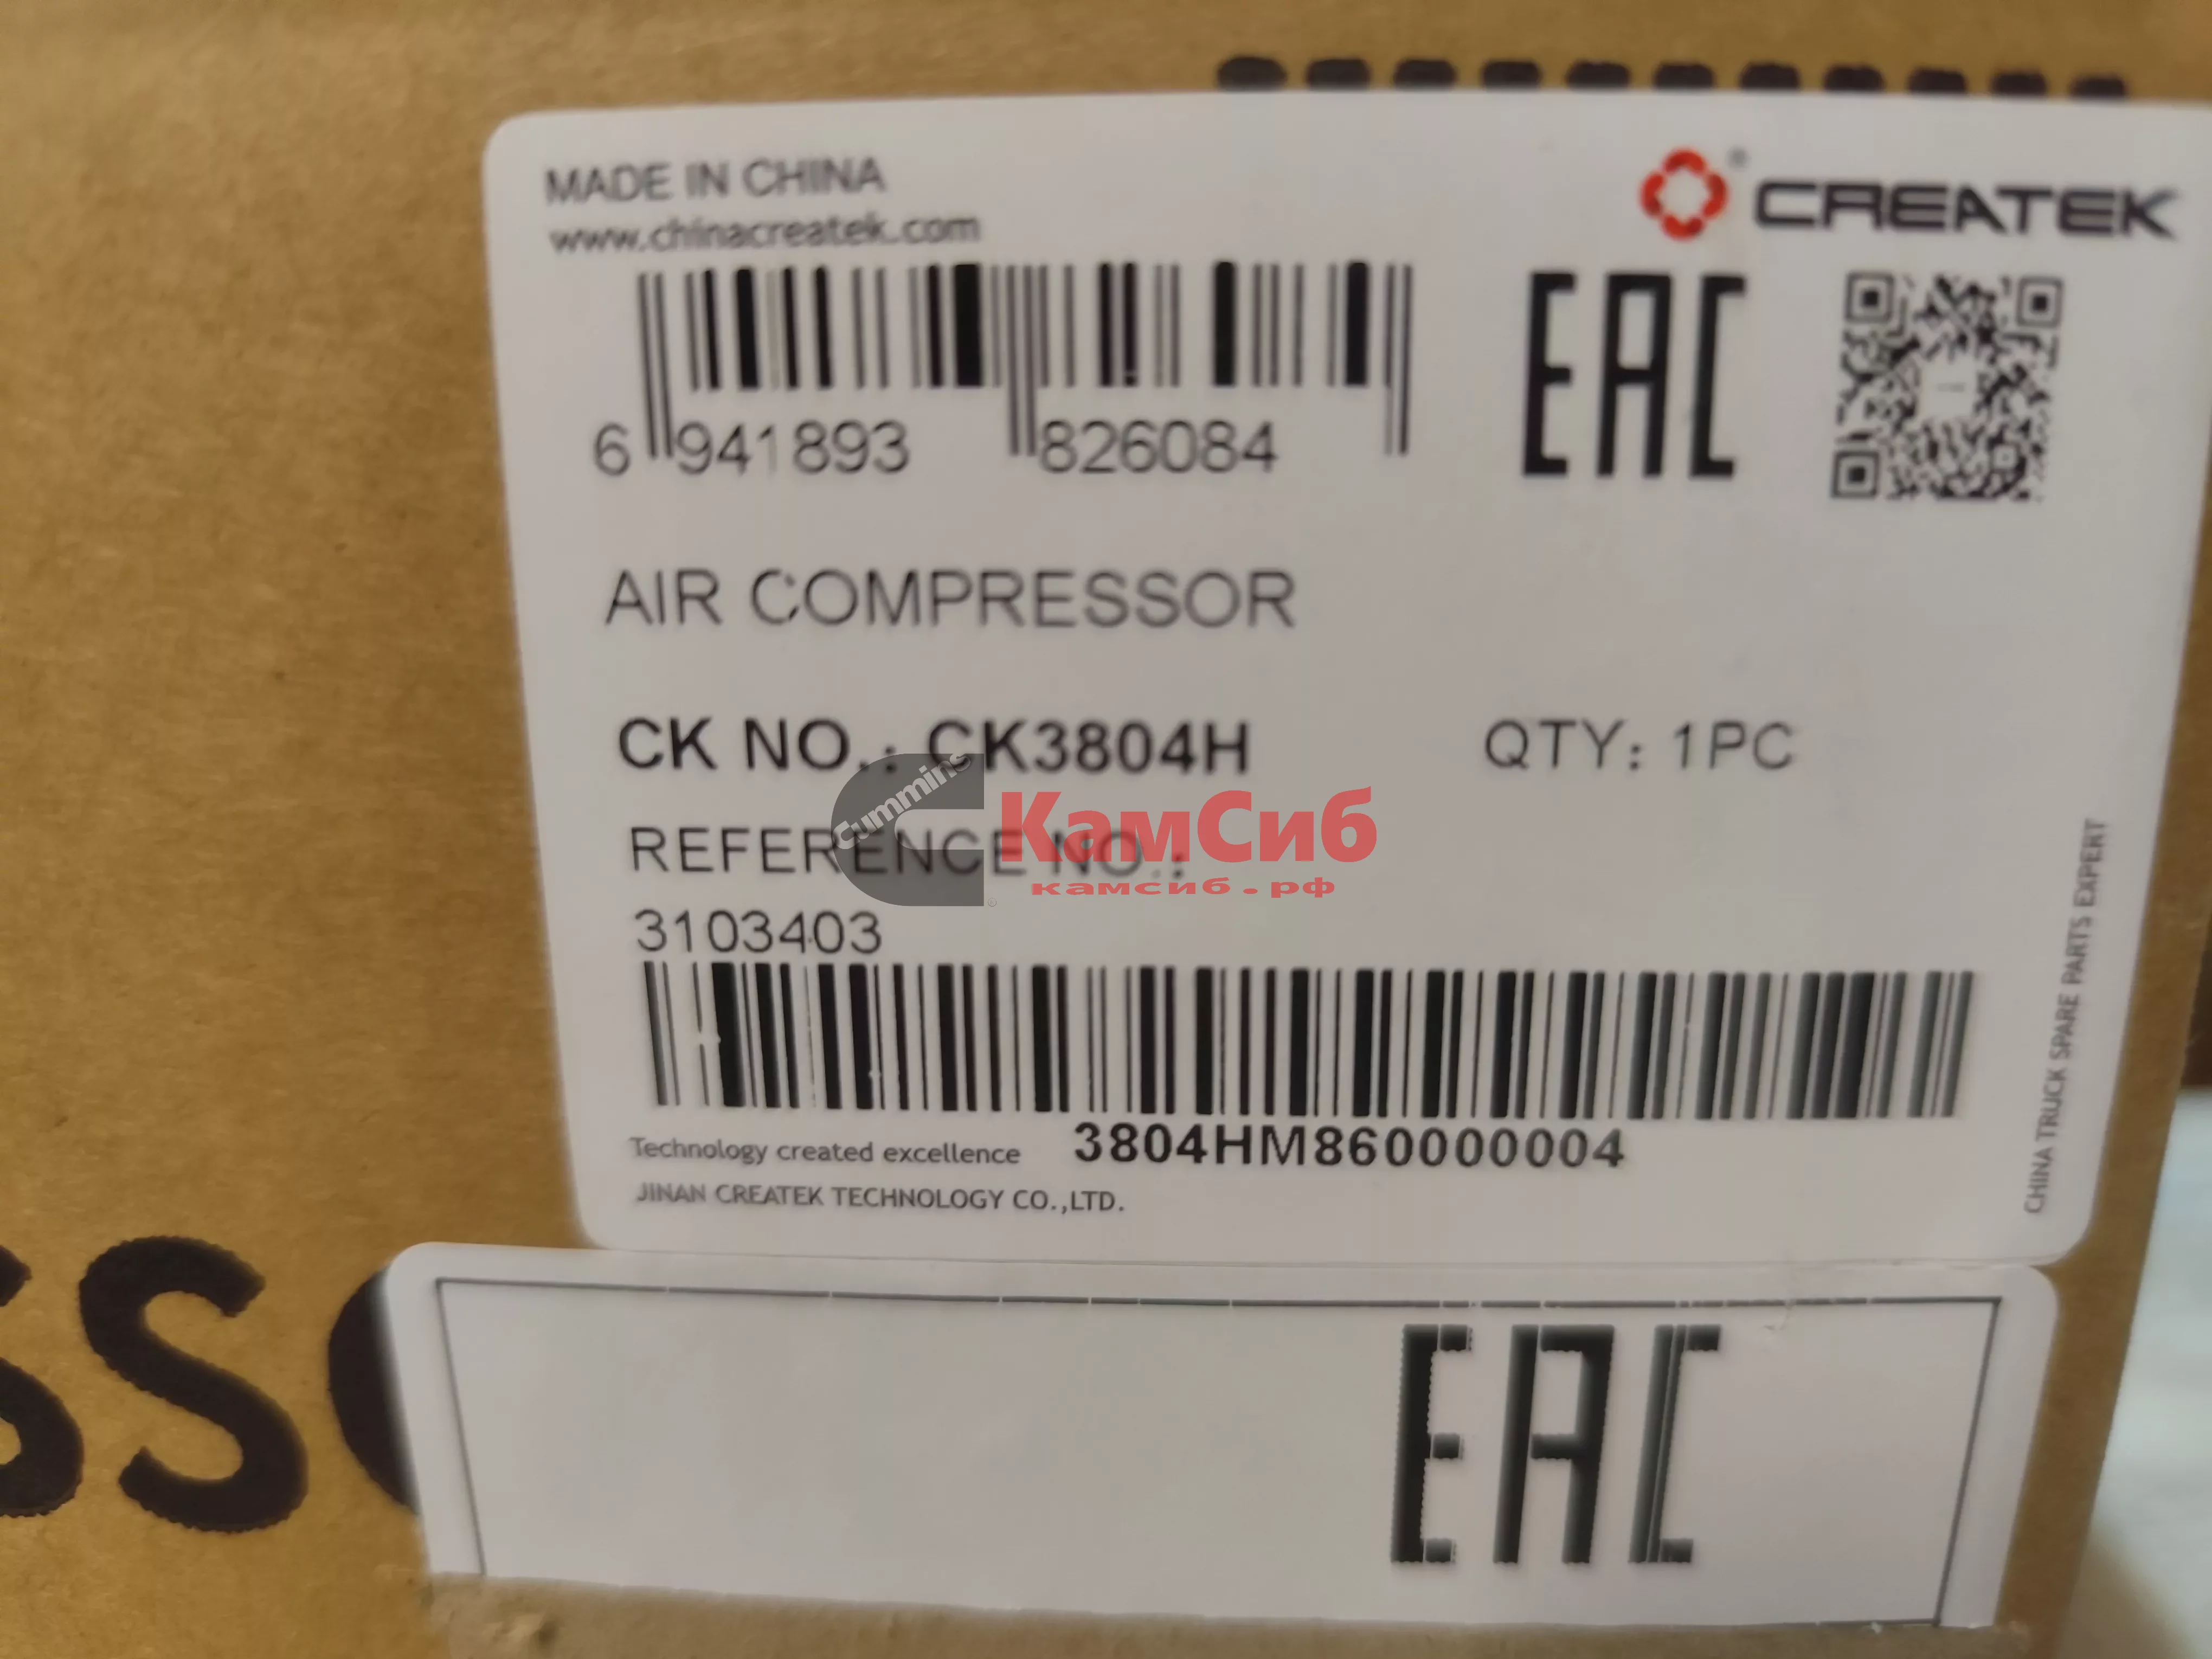 MADE IN CHINA
www.chinacreatek.com
® CREATEK
6 941893 826084
EAC
AIR COMPRESSOR
CK NO.: CK3804H QTY: 1PC
Cummins
КамСиб
камсиб.рф
REFERENCE NO.:
3103403
Technology created excellence 3804HM860000004
JINAN CREATEK TECHNOLOGY CO.,LTD.
CHINA TRUCK SPARE PARTS EXPERT
EAC